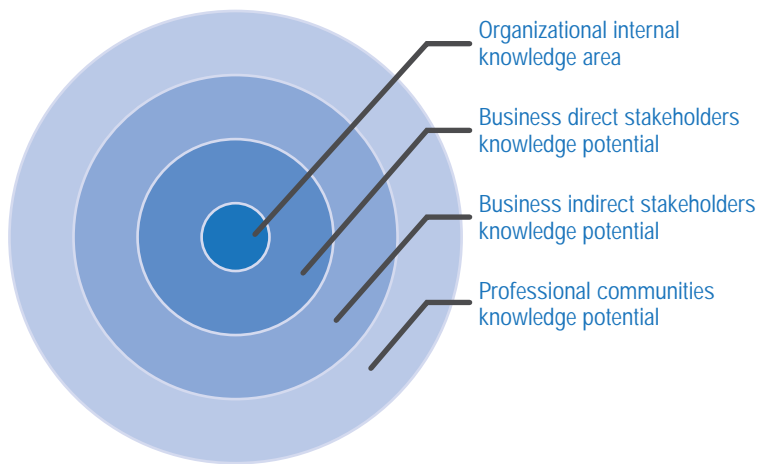 Organizational internal
knowledge area
Business direct stakeholders
knowledge potential
Business indirect stakeholders
knowledge potential
Professional communities
knowledge potential